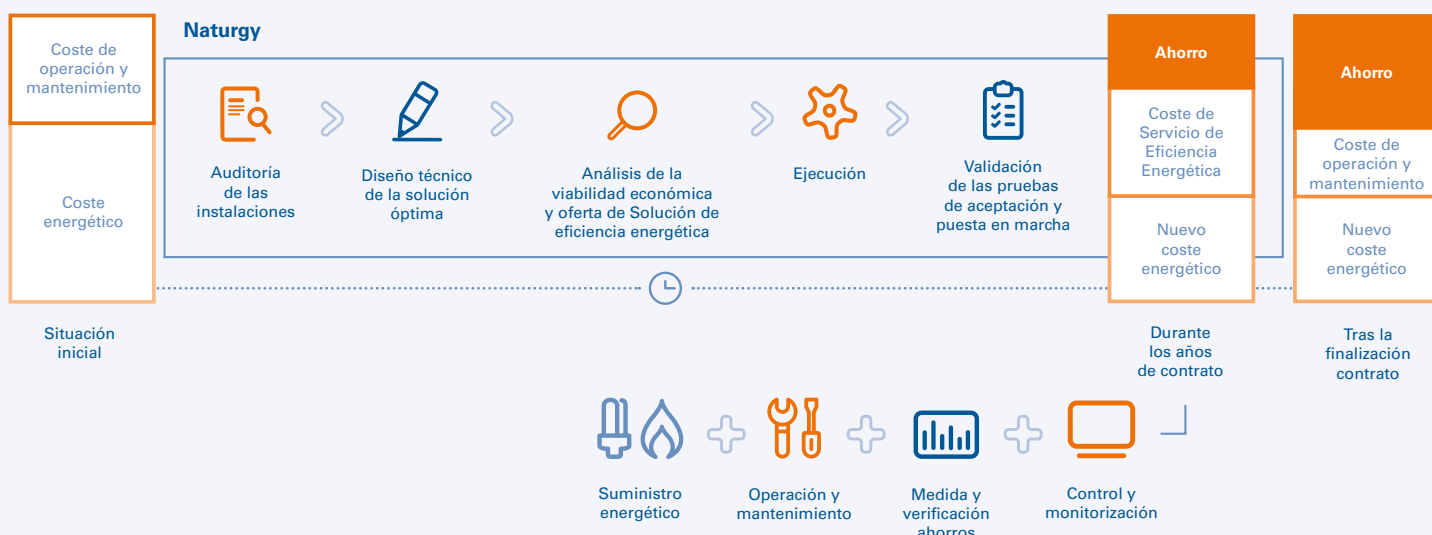 Naturgy
Coste de
operación y
mantenimiento
Coste
energético
Situación
inicial
Auditoría
de las
instalaciones
Diseño técnico
de la solución
óptima
Análisis de la
viabilidad económica
y oferta de Solución de
eficiencia energética
Ejecución
Validación
de las pruebas
de aceptación y
puesta en marcha
Ahorro
Coste de
Servicio de
Eficiencia
Energética
Nuevo
coste
energético
Durante
los años
de contrato
Ahorro
Coste de
operación y
mantenimiento
Nuevo
coste
energético
Tras la
finalización
contrato
Suministro
energético
Operación y
mantenimiento
Medida y
verificación
ahorros
Control y
monitorización